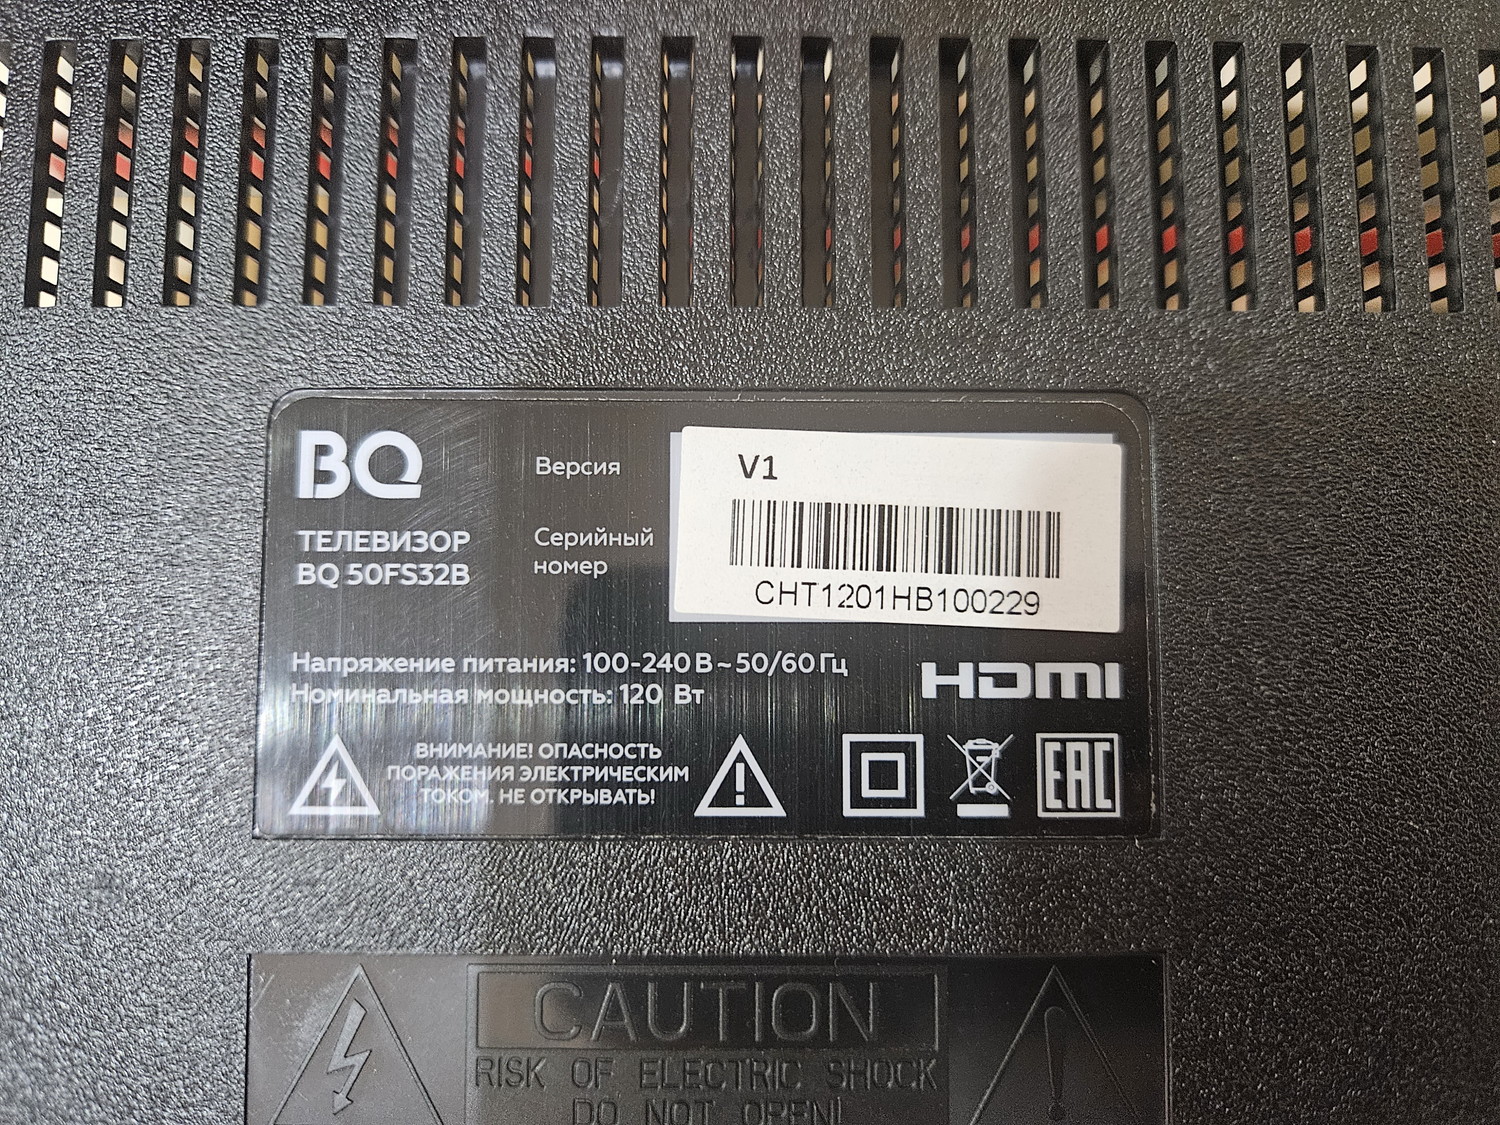 BQ
ТЕЛЕВИЗОР
BQ 50FS32B
Версия
V1
Серийный
номер
CHT1201HB100229
Напряжение питания: 100-240 В ~ 50/60 Гц
Номинальная мощность: 120 Вт
HDMI
ВНИМАНИЕ! ОПАСНОСТЬ
ПОРАЖЕНИЯ ЭЛЕКТРИЧЕСКИМ
ТОКОМ. НЕ ОТКРЫВАТЬ!
EAC
CAUTION
RISK OF ELECTRIC SHOCK
DO NOT OPEN!